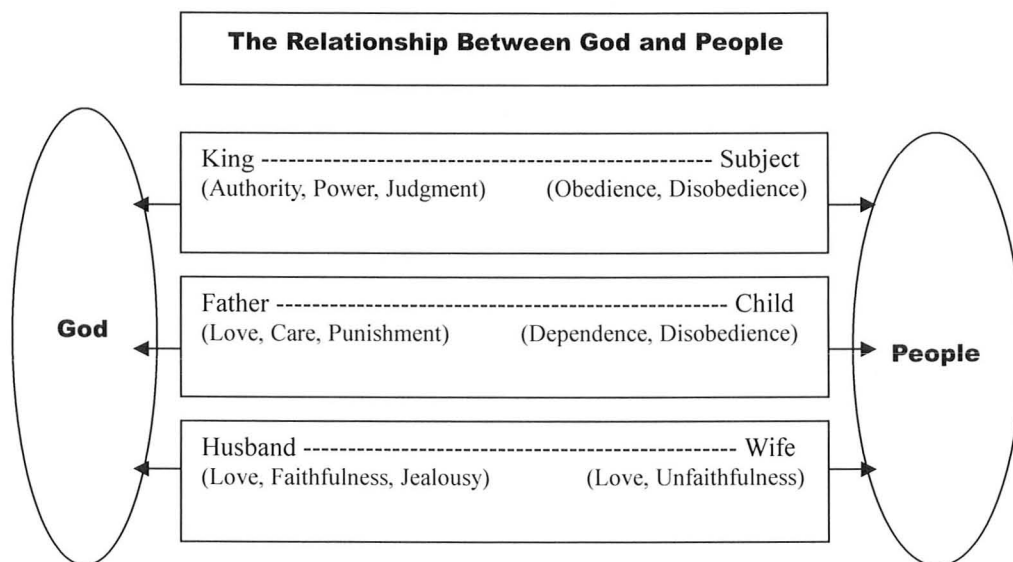 The Relationship Between God and People
King ---------------------------------------------------- Subject
(Authority, Power, Judgment) (Obedience, Disobedience)
Father ---------------------------------------------------- Child
(Love, Care, Punishment) (Dependence, Disobedience)
God
People
Husband -------------------------------------------------- Wife
(Love, Faithfulness, Jealousy) (Love, Unfaithfulness)